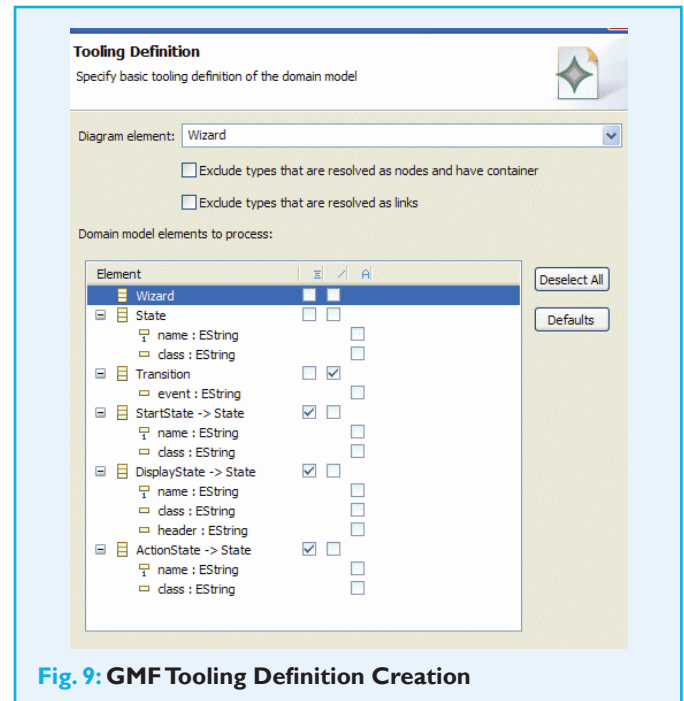 Tooling Definition
Specify basic tooling definition of the domain model
Diagram element: Wizard
Exclude types that are resolved as nodes and have container
Exclude types that are resolved as links
Domain model elements to process:
Element A
Deselect All
Wizard
State
Defaults
name : EString
class : EString
Transition
event : EString
StartState -> State
name : EString
class : EString
DisplayState -> State
name : EString
class : EString
header : EString
ActionState -> State
name : EString
class : EString
Fig. 9: GMF Tooling Definition Creation